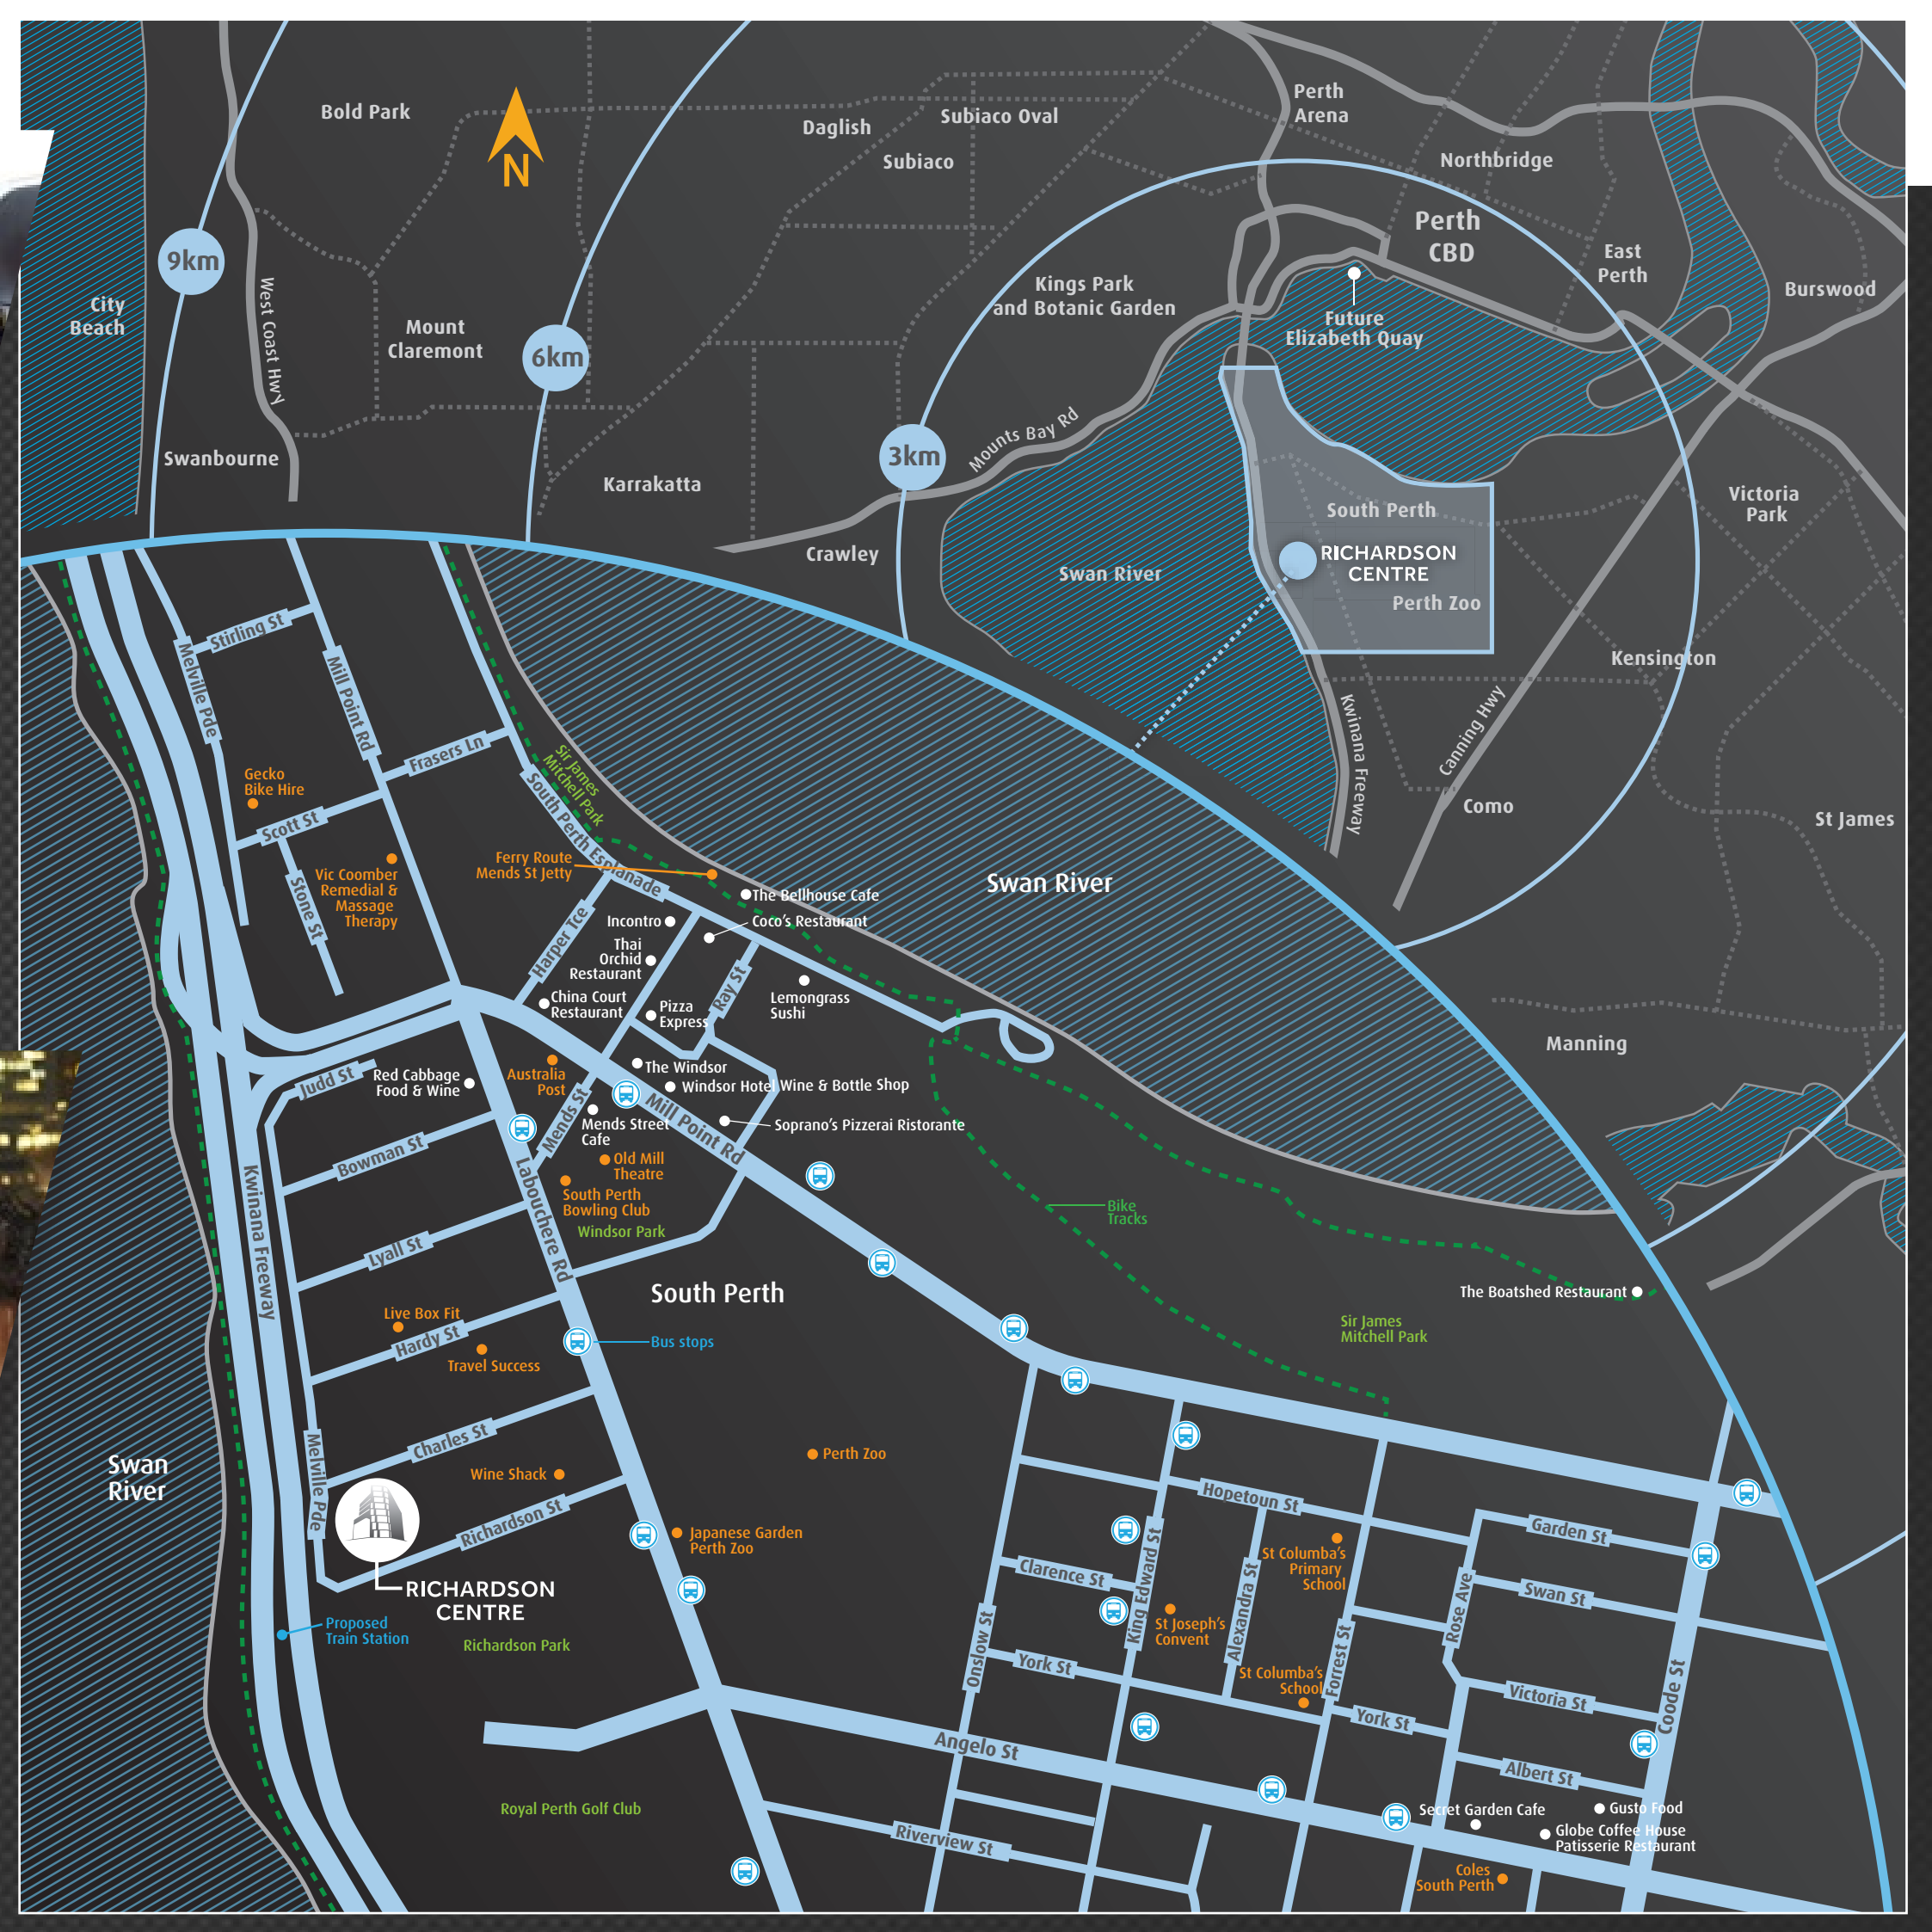 Bold Park
N
Daglish
Subiaco Oval
Subiaco
Perth
Arena
Northbridge
Perth
CBD
East
Perth
Burswood
9km
City
Beach
West Coast Hwy
Mount
Claremont
6km
Kings Park
and Botanic Garden
Future
Elizabeth Quay
Swanbourne
Karrakatta
3km
Mounts Bay Rd
Crawley
Swan River
South Perth
RICHARDSON
CENTRE
Perth Zoo
Victoria
Park
Kensington
Kwinana Freeway
Canning Hwy
Como
St James
Manning
Stirling St
Melville Pde
Mill Point Rd
Frasers Ln
Sir James
Mitchell Park
South Perth Esplanade
Gecko
Bike Hire
Scott St
Stone St
Vic Coomber
Remedial &
Massage
Therapy
Ferry Route
Mends St Jetty
Swan River
The Bellhouse Cafe
Coco's Restaurant
Incontro
Harper Tce
Thai
Orchid
Restaurant
China Court
Restaurant
Pizza
Express
Ray St
Lemongrass
Sushi
Judd St
Red Cabbage
Food & Wine
Australia
Post
The Windsor
Windsor Hotel Wine & Bottle Shop
Mends St
Mends Street
Cafe
Mill Point Rd
Soprano's Pizzerai Ristorante
Old Mill
Theatre
South Perth
Bowling Club
Windsor Park
Bowman St
Labouchere Rd
Kwinana Freeway
Lyall St
South Perth
Bike
Tracks
The Boatshed Restaurant
Sir James
Mitchell Park
Live Box Fit
Hardy St
Travel Success
Bus stops
Charles St
Melville Pde
Wine Shack
Richardson St
Perth Zoo
Japanese Garden
Perth Zoo
Swan
River
RICHARDSON
CENTRE
Proposed
Train Station
Richardson Park
Royal Perth Golf Club
Hopetoun St
Garden St
Clarence St
King Edward St
Alexandra St
St Columba's
Primary
School
Swan St
Rose Ave
St Joseph's
Convent
Onslow St
York St
St Columba's
School
Forrest St
York St
Victoria St
Coode St
Angelo St
Albert St
Riverview St
Secret Garden Cafe
Gusto Food
Globe Coffee House
Patisserie Restaurant
Coles
South Perth